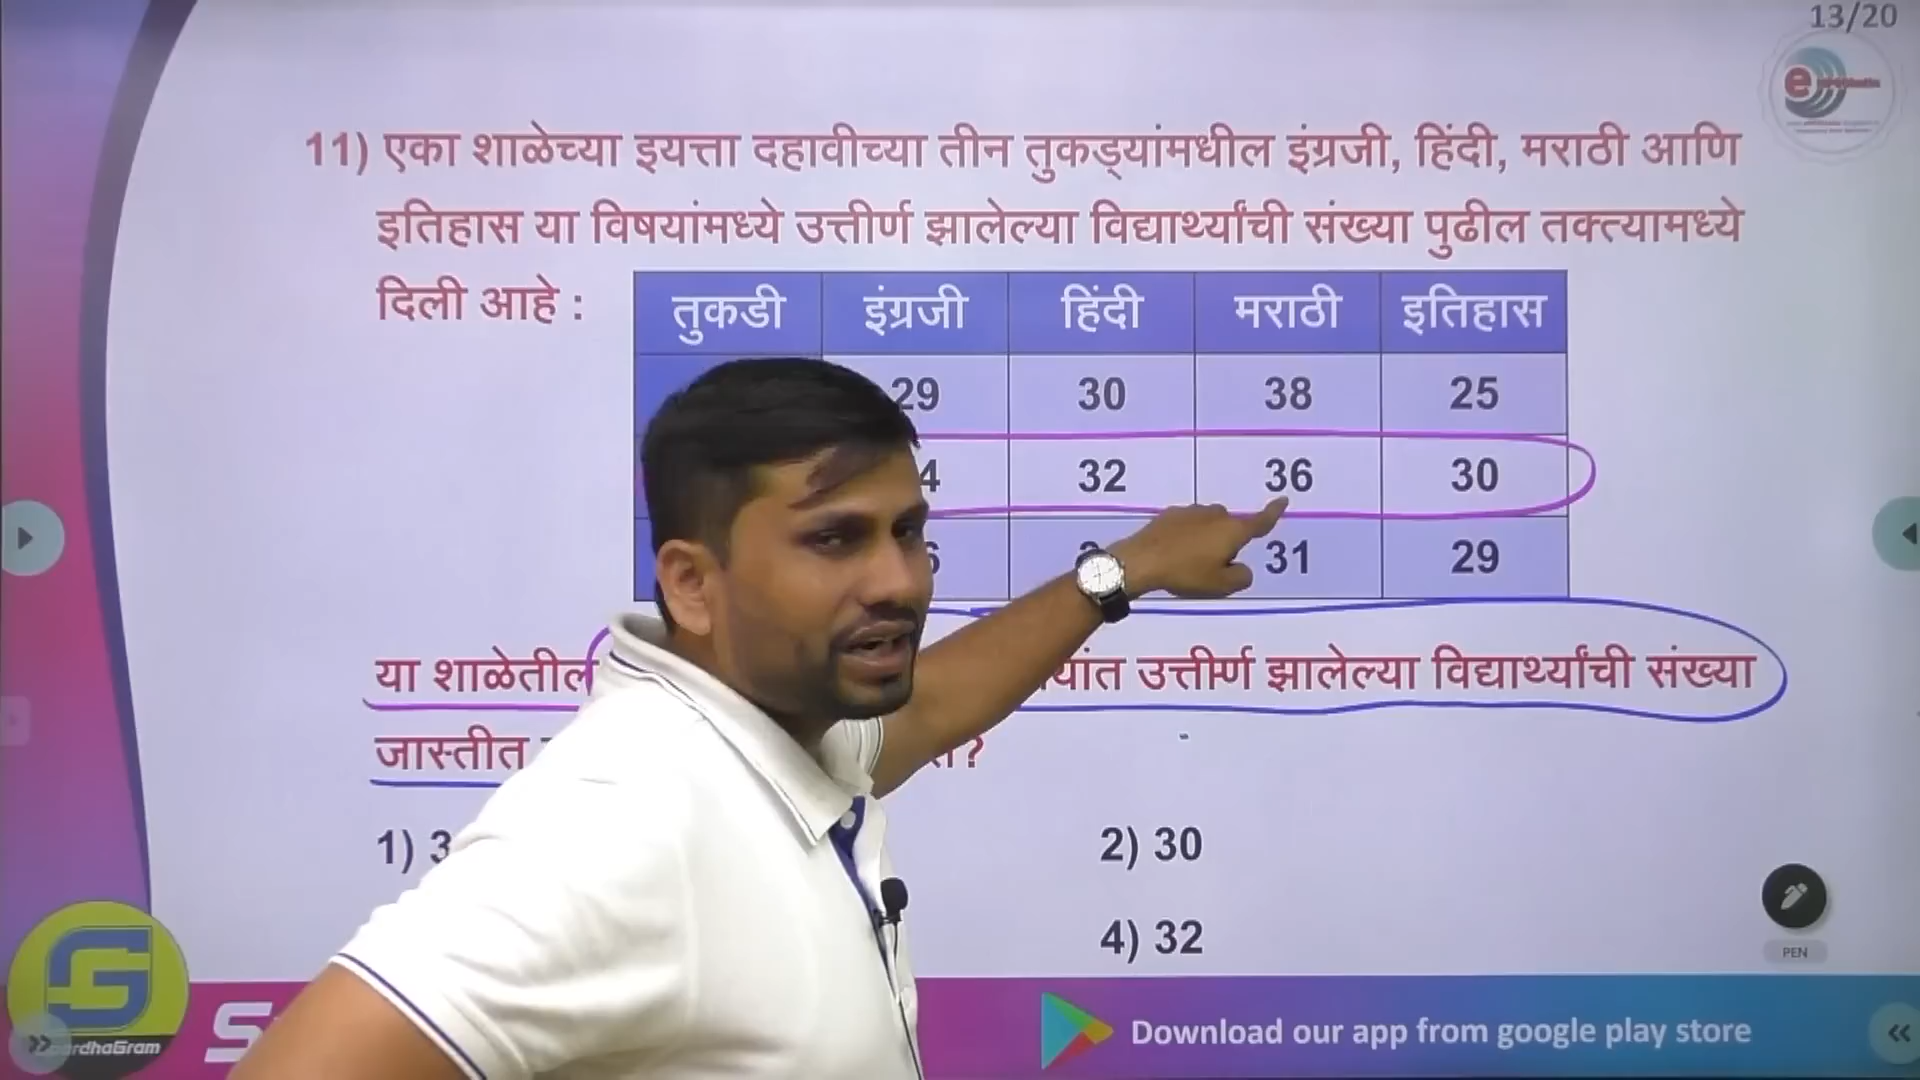 13/20
11) एका शाळेच्या इयत्ता दहावीच्या तीन तुकड्यांमधील इंग्रजी, हिंदी, मराठी आणि
इतिहास या विषयांमध्ये उत्तीर्ण झालेल्या विद्यार्थ्यांची संख्या पुढील तक्त्यामध्ये
दिली आहे :
तुकडी इंग्रजी हिंदी मराठी इतिहास
29 30 38 25
4 32 36 30
31 29
या शाळेतील उत्तीर्ण झालेल्या विद्यार्थ्यांची संख्या
जास्तीत
1) 3
2) 30
4) 32
PEN
Download our app from google play store